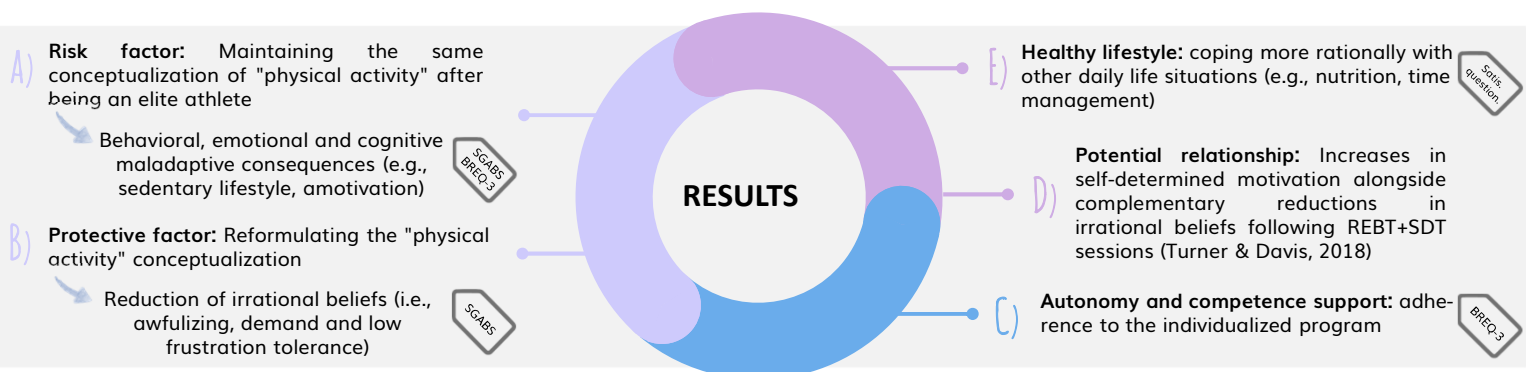 A)
Risk factor: Maintaining the same
conceptualization of "physical activity" after
being an elite athlete
Behavioral, emotional and cognitive
maladaptive consequences (e.g.,
sedentary lifestyle, amotivation)
SGABS
BREQ-3
B)
Protective factor: Reformulating the "physical
activity" conceptualization
Reduction of irrational beliefs (i.e.,
awfulizing, demand and low
frustration tolerance)
SGABS
RESULTS
E)
Healthy lifestyle: coping more rationally with
other daily life situations (e.g., nutrition, time
management)
Satis.
question.
D)
Potential relationship: Increases in
self-determined motivation alongside
complementary reductions in
irrational beliefs following REBT+SDT
sessions (Turner & Davis, 2018)
C)
Autonomy and competence support: adhe-
rence to the individualized program
BREQ-3